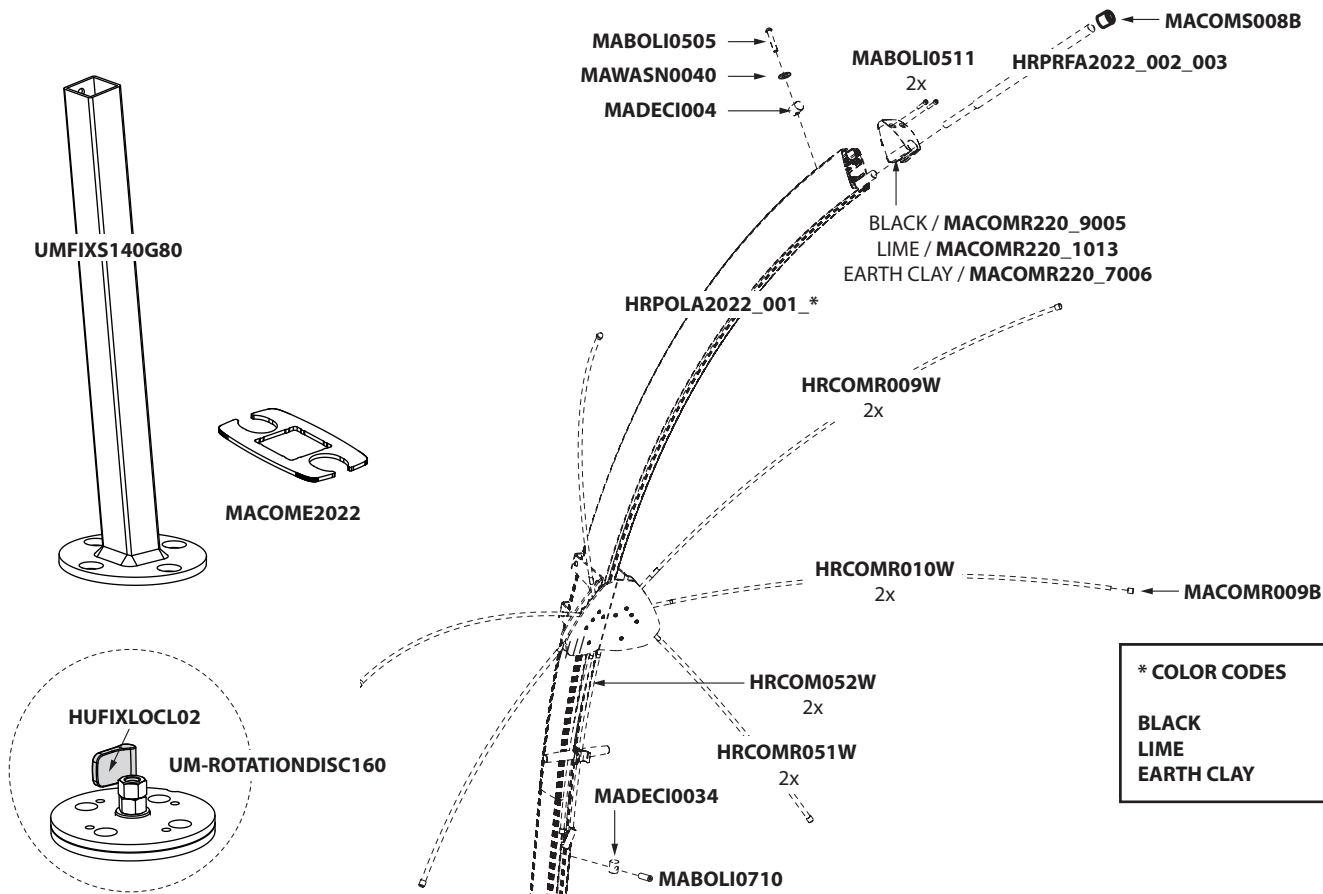 MACOMS008B
MABOLI0505
MABOLI0511
2x
HRPRFA2022_002_003
MAWASN0040
MADECI004
BLACK / MACOMR220_9005
LIME / MACOMR220_1013
EARTH CLAY / MACOMR220_7006
UMFIXS140G80
HRPOLA2022_001_*
HRCOMR009W
2x
MACOME2022
HRCOMR010W
2x
MACOMR009B
HRCOM052W
2x
* COLOR CODES
BLACK
LIME
EARTH CLAY
HUFIXLOCL02
UM-ROTATIONDISC160
HRCOMR051W
2x
MADECI0034
MABOLI0710